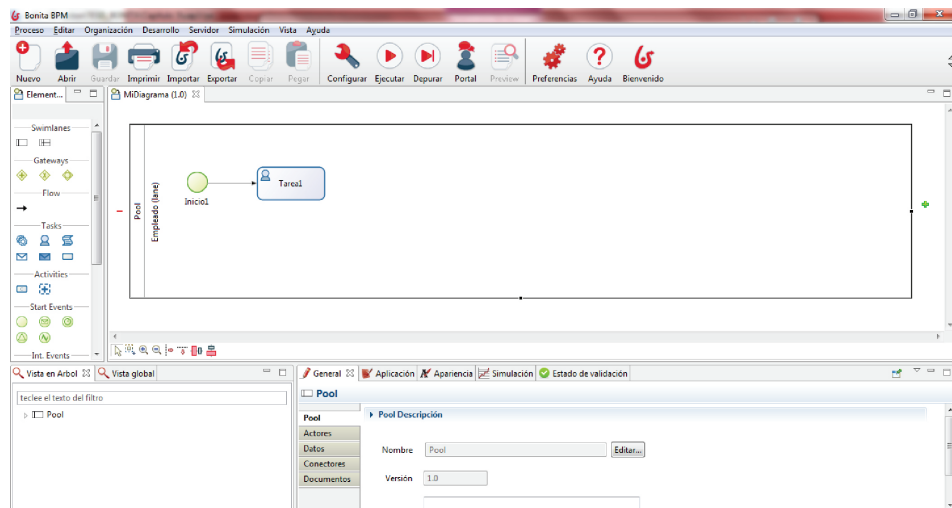 Bonita BPM
Proceso Editar Organización Desarrollo Servidor Simulación Vista Ayuda
Nuevo Abrir Guardar Imprimir Importar Exportar Copiar Pegar Configurar Ejecutar Depurar Portal Preview Preferencias Ayuda Bienvenido
Element... MiDiagrama (1.0)
Swimlanes
Gateways
Flow
Tasks
Activities
Start Events
Int. Events
Pool
Empleado (lane)
Inicio1
Tarea1
Vista en Arbol Vista global
teclee el texto del filtro
Pool
General Aplicación Apariencia Simulación Estado de validación
Pool
Pool
Actores
Datos
Conectores
Documentos
Pool Descripción
Nombre Pool Editar...
Versión 1.0